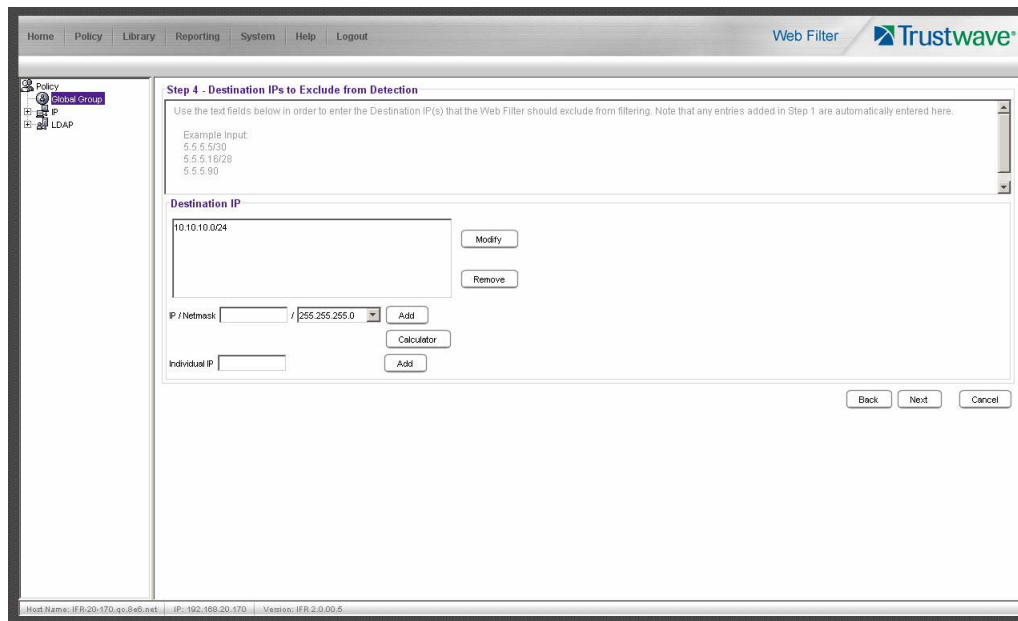 Home Policy Library Reporting System Help Logout
Web Filter
Trustwave®
Policy
Global Group
IP
LDAP
Step 4 - Destination IPs to Exclude from Detection
Use the text fields below in order to enter the Destination IP(s) that the Web Filter should exclude from filtering. Note that any entries added in Step 1 are automatically entered here.
Example Input:
5.5.5.5/30
5.5.5.16/28
5.5.5.90
Destination IP
10.10.10.0/24
Modify
Remove
IP / Netmask / 255.255.255.0 Add
Calculator
Individual IP Add
Back Next Cancel
Host Name: IFR-20-170.qc.8e6.net IP: 192.168.20.170 Version: IFR 2.0.00.5